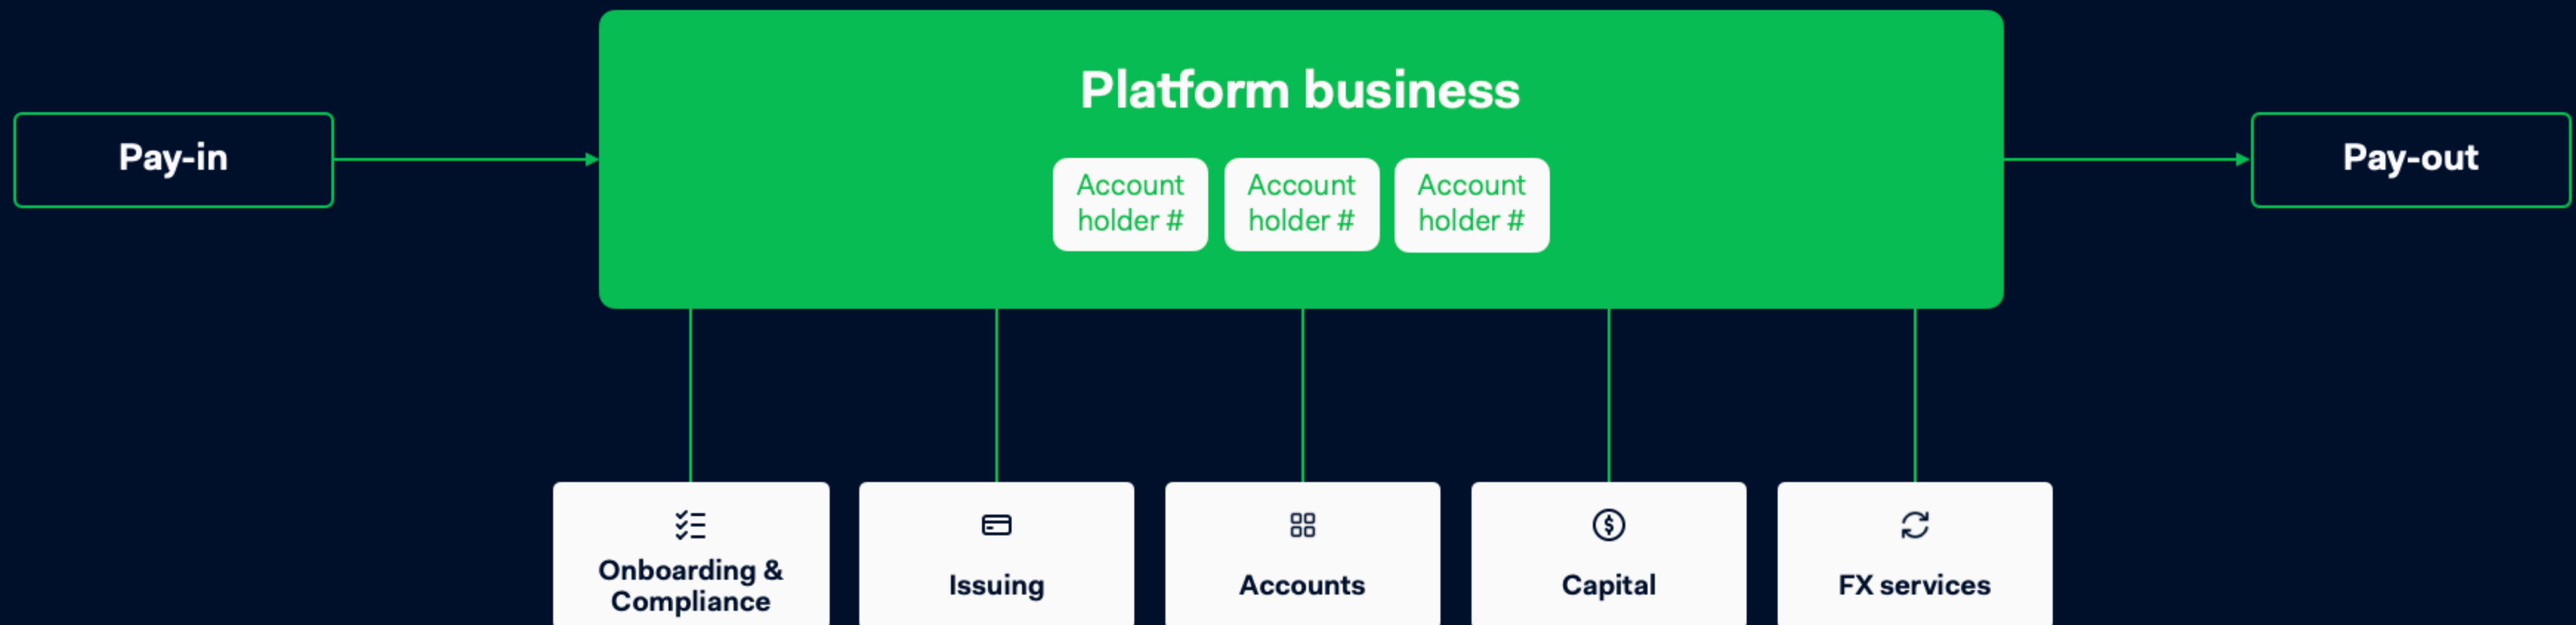 Platform business
Pay-in
Account
holder #
Account
holder #
Account
holder #
Pay-out
Onboarding &
Compliance
Issuing
Accounts
Capital
FX services